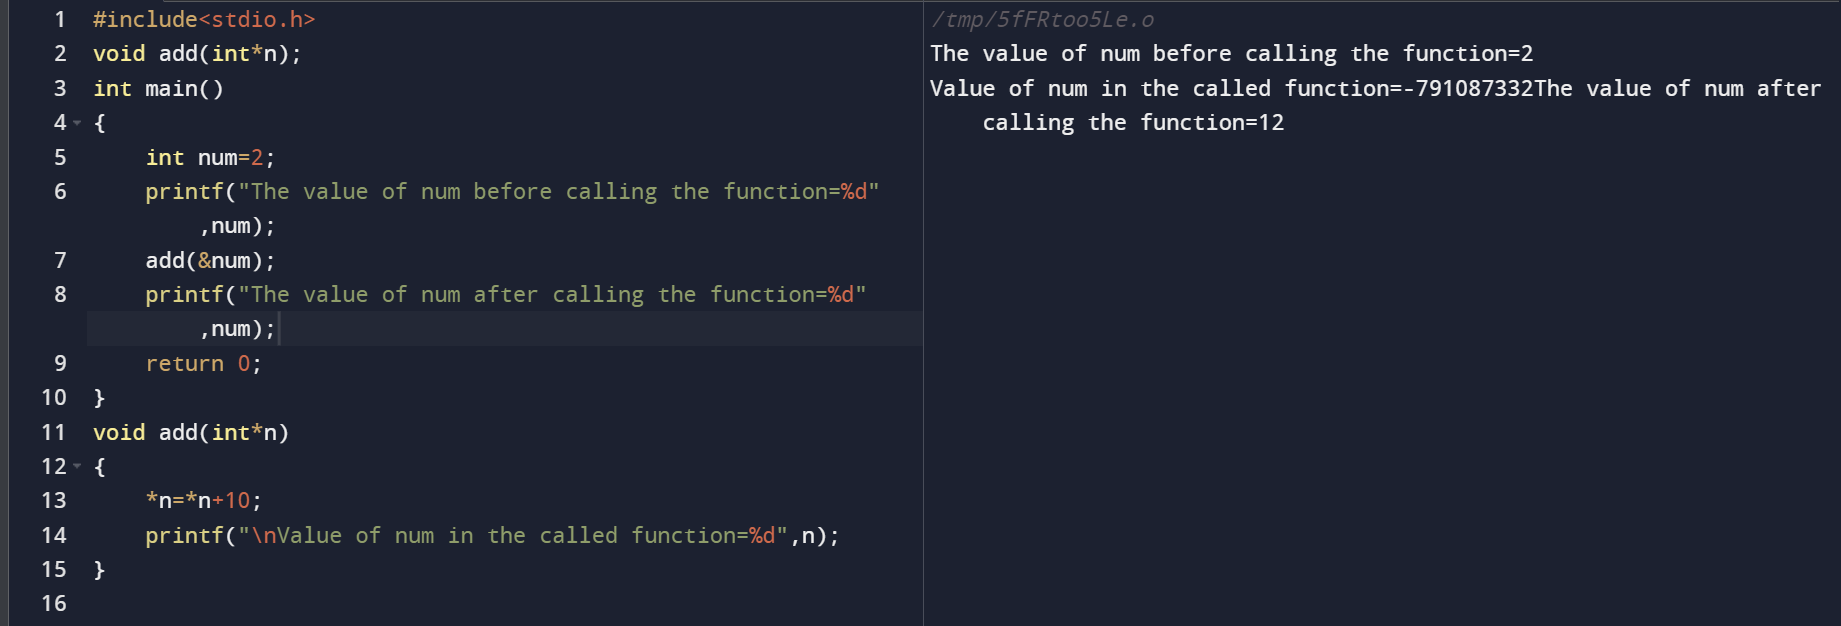 1 #include<stdio.h>
2 void add(int*n);
3 int main()
4 {
5     int num=2;
6     printf("The value of num before calling the function=%d"
        ,num);
7     add(&num);
8     printf("The value of num after calling the function=%d"
        ,num);
9     return 0;
10 }
11 void add(int*n)
12 {
13     *n=*n+10;
14     printf("\nValue of num in the called function=%d",n);
15 }
16
/tmp/5fFRtoo5Le.o
The value of num before calling the function=2
Value of num in the called function=-791087332The value of num after
    calling the function=12